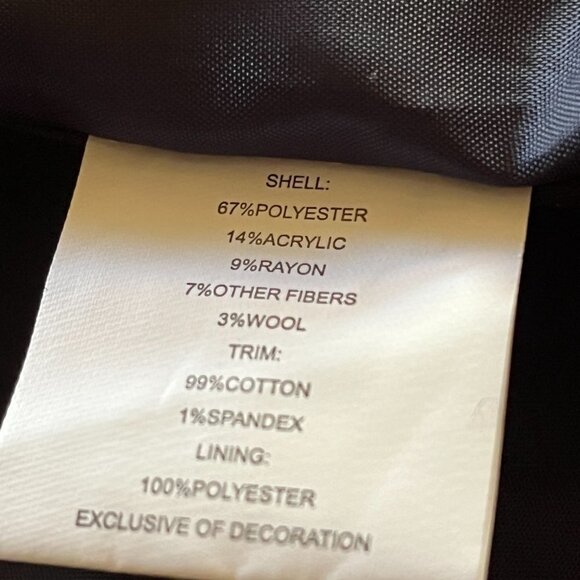 SHELL:
67%POLYESTER
14%ACRYLIC
9%RAYON
7%OTHER FIBERS
3%WOOL
TRIM:
99%COTTON
1%SPANDEX
LINING:
100%POLYESTER
EXCLUSIVE OF DECORATION